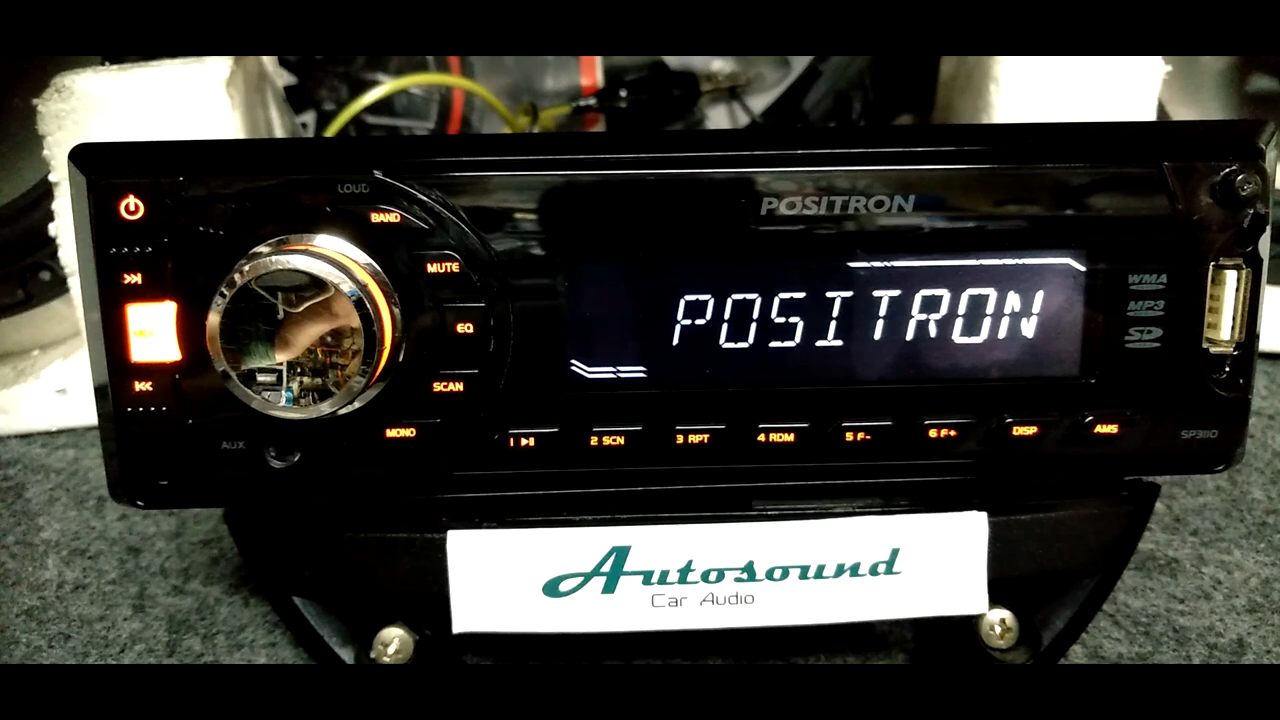 LOUD
BAND
POSITRON
MUTE
WMA
POSITRON
MP3
EQ
SD
SCAN
MONO
1 2 SCN 3 RPT 4 RDM 5 F- 6 F+ DISP AMS
AUX
SP3110
Autosound
Car Audio